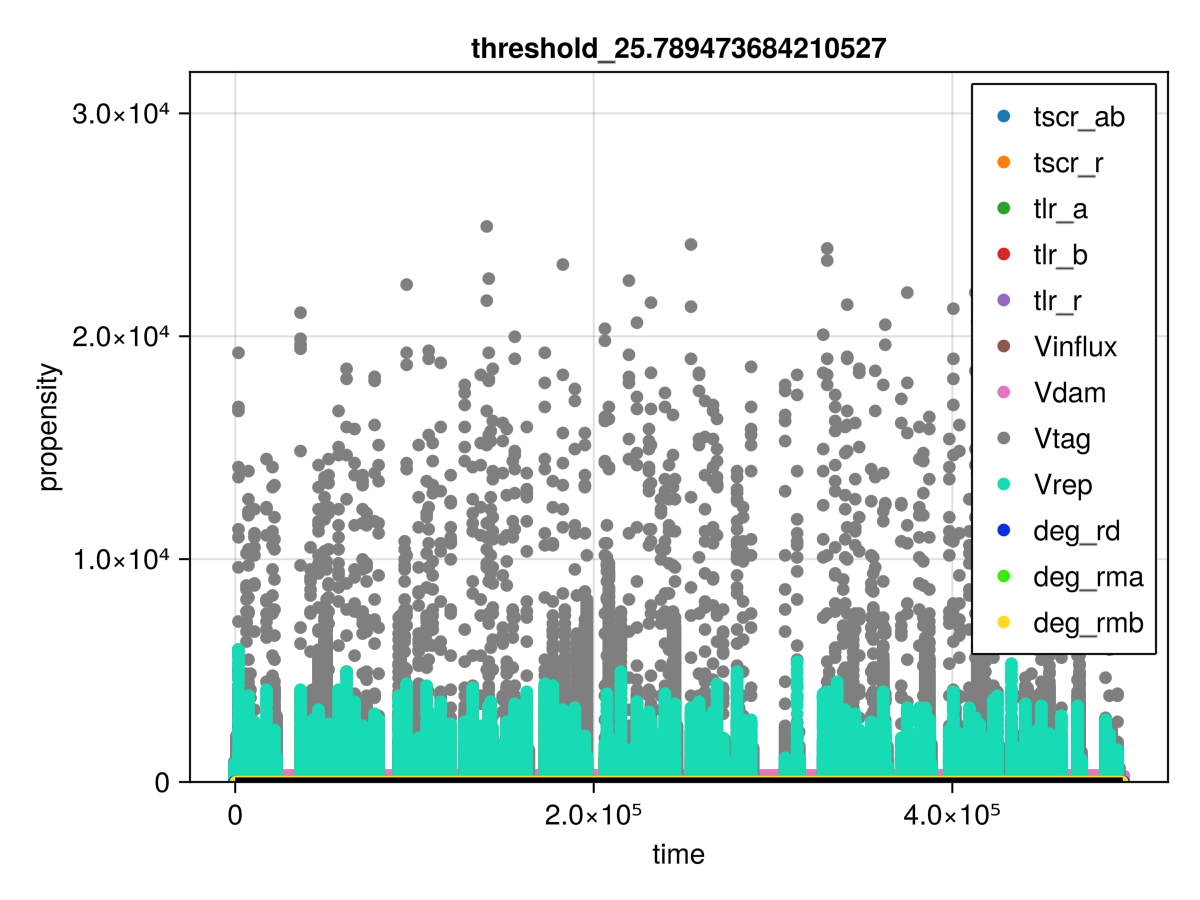 threshold_25.789473684210527
3.0×10⁴
2.0×10⁴
1.0×10⁴
0
propensity
0
2.0×10⁵
4.0×10⁵
time
tscr_ab
tscr_r
tlr_a
tlr_b
tlr_r
Vinflux
Vdam
Vtag
Vrep
deg_rd
deg_rma
deg_rmb